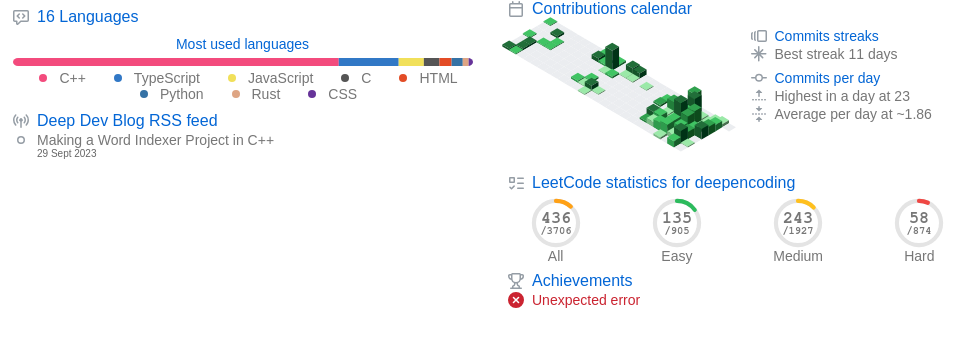 16 Languages
Most used languages
C++ TypeScript JavaScript C HTML
Python Rust CSS
Deep Dev Blog RSS feed
Making a Word Indexer Project in C++
29 Sept 2023
Contributions calendar
Commits streaks
Best streak 11 days
Commits per day
Highest in a day at 23
Average per day at ~1.86
LeetCode statistics for deepencoding
436 135 243 58
/3706 /905 /1927 /874
All Easy Medium Hard
Achievements
Unexpected error